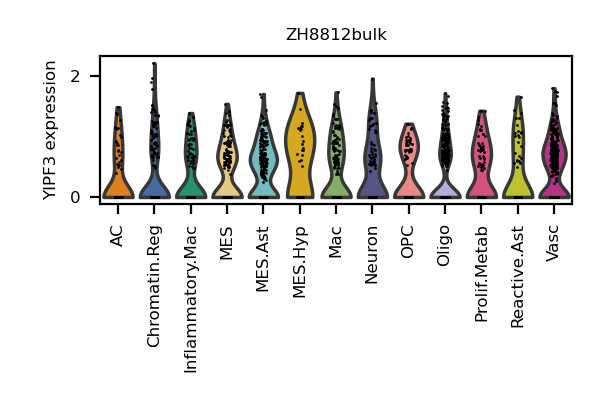 ZH8812bulk
YIPF3 expression
2
0
AC
Chromatin.Reg
Inflammatory.Mac
MES
MES.Ast
MES.Hyp
Mac
Neuron
OPC
Oligo
Prolif.Metab
Reactive.Ast
Vasc